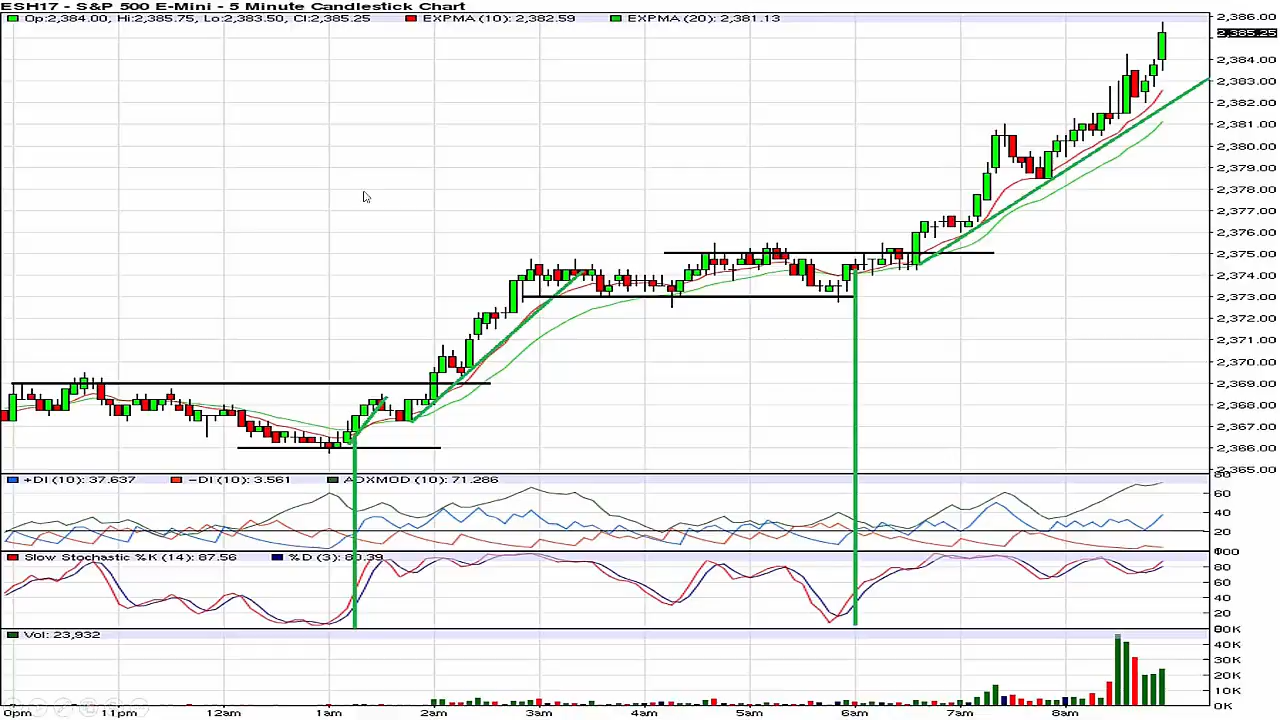 ESH17 - S&P 500 E-Mini - 5 Minute Candlestick Chart
Op:2,384.00, Hi:2,385.75, Lo:2,383.50, Cl:2,385.25 EXPMA (10): 2,382.59 EXPMA (20): 2,381.13
2,386.00
2,385.25
2,384.00
2,383.00
2,382.00
2,381.00
2,380.00
2,379.00
2,378.00
2,377.00
2,376.00
2,375.00
2,374.00
2,373.00
2,372.00
2,371.00
2,370.00
2,369.00
2,368.00
2,367.00
2,366.00
2,365.00
+DI (10): 37.637 -DI (10): 3.561 ADXMOD (10): 71.286
80
60
40
20
Slow Stochastic %K (14): 87.56 %D (3): 80.39
80
60
40
20
Vol: 23,932
40K
30K
20K
10K
0K
11pm 12am 1am 2am 3am 4am 5am 6am 7am 8am